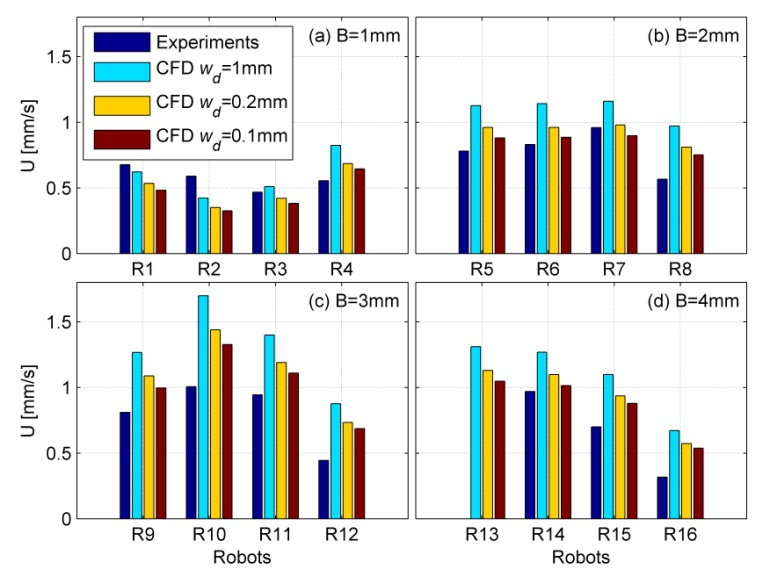 (a) B=1mm
Experiments
CFD w_d=1mm
CFD w_d=0.2mm
CFD w_d=0.1mm
U [mm/s]
1.5
1
0.5
0
R1 R2 R3 R4
(b) B=2mm
R5 R6 R7 R8
(c) B=3mm
U [mm/s]
1.5
1
0.5
0
R9 R10 R11 R12
Robots
(d) B=4mm
R13 R14 R15 R16
Robots